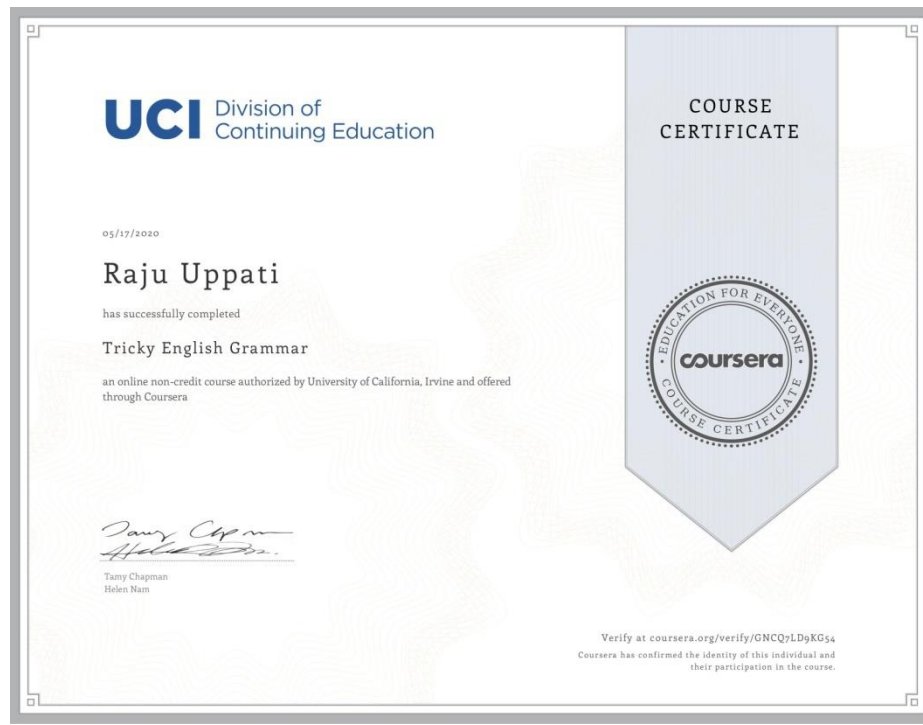 UCI Division of
Continuing Education
COURSE
CERTIFICATE
05/17/2020
Raju Uppati
has successfully completed
Tricky English Grammar
an online non-credit course authorized by University of California, Irvine and offered
through Coursera
EDUCATION FOR EVERYONE
coursera
COURSE CERTIFICATE
Tamy Chapman
Helen Nam
Verify at coursera.org/verify/GNCQ7LD9KG54
Coursera has confirmed the identity of this individual and
their participation in the course.